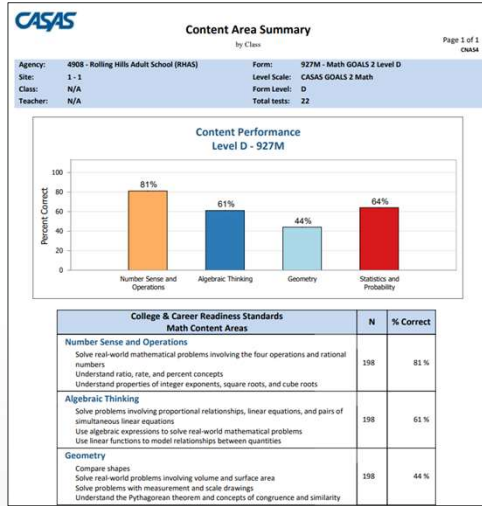 CASAS
Content Area Summary
by Class
Page 1 of 1
CNAS4
Agency: 4908 - Rolling Hills Adult School (RHAS) Form: 927M - Math GOALS 2 Level D
Site: 1 - 1 Level Scale: CASAS GOALS 2 Math
Class: N/A Form Level: D
Teacher: N/A Total tests: 22
Content Performance
Level D - 927M
Percent Correct
100
80
60
40
20
0
81%
61%
44%
64%
Number Sense and Operations
Algebraic Thinking
Geometry
Statistics and Probability
College & Career Readiness Standards
Math Content Areas
N
% Correct
Number Sense and Operations
Solve real-world mathematical problems involving the four operations and rational
numbers
Understand ratio, rate, and percent concepts
Understand properties of integer exponents, square roots, and cube roots
198
81 %
Algebraic Thinking
Solve problems involving proportional relationships, linear equations, and pairs of
simultaneous linear equations
Use algebraic expressions to solve real-world mathematical problems
Use linear functions to model relationships between quantities
198
61 %
Geometry
Compare shapes
Solve real-world problems involving volume and surface area
Solve problems with measurement and scale drawings
Understand the Pythagorean theorem and concepts of congruence and similarity
198
44 %